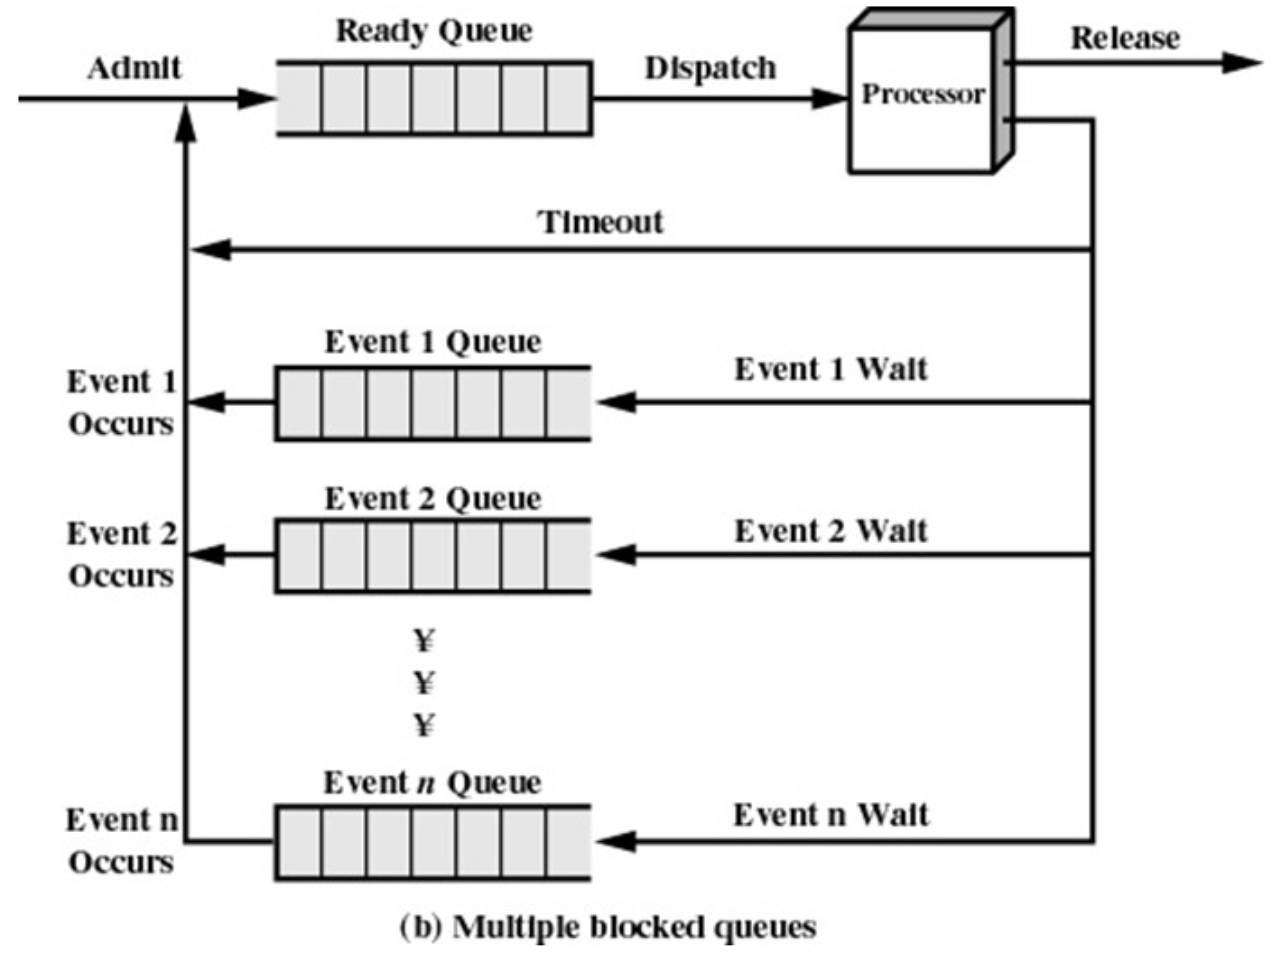 Ready Queue
Admit
Dispatch
Processor
Release
Timeout
Event 1 Queue
Event 1
Occurs
Event 1 Wait
Event 2 Queue
Event 2
Occurs
Event 2 Wait
¥
¥
¥
Event n Queue
Event n
Occurs
Event n Wait
(b) Multiple blocked queues